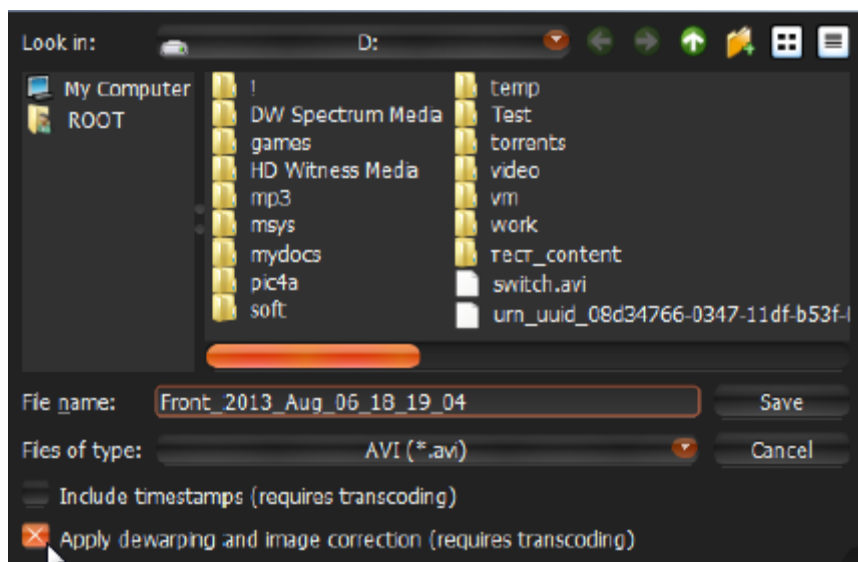 Look in: D:
My Computer
ROOT
!
DW Spectrum Media
games
HD Witness Media
mp3
msys
mydocs
pic4a
soft
temp
Test
torrents
video
vm
work
тест_content
switch.avi
urn_uuid_08d34766-0347-11df-b53f-
File name: Front_2013_Aug_06_18_19_04 Save
Files of type: AVI (*.avi) Cancel
Include timestamps (requires transcoding)
Apply dewarping and image correction (requires transcoding)